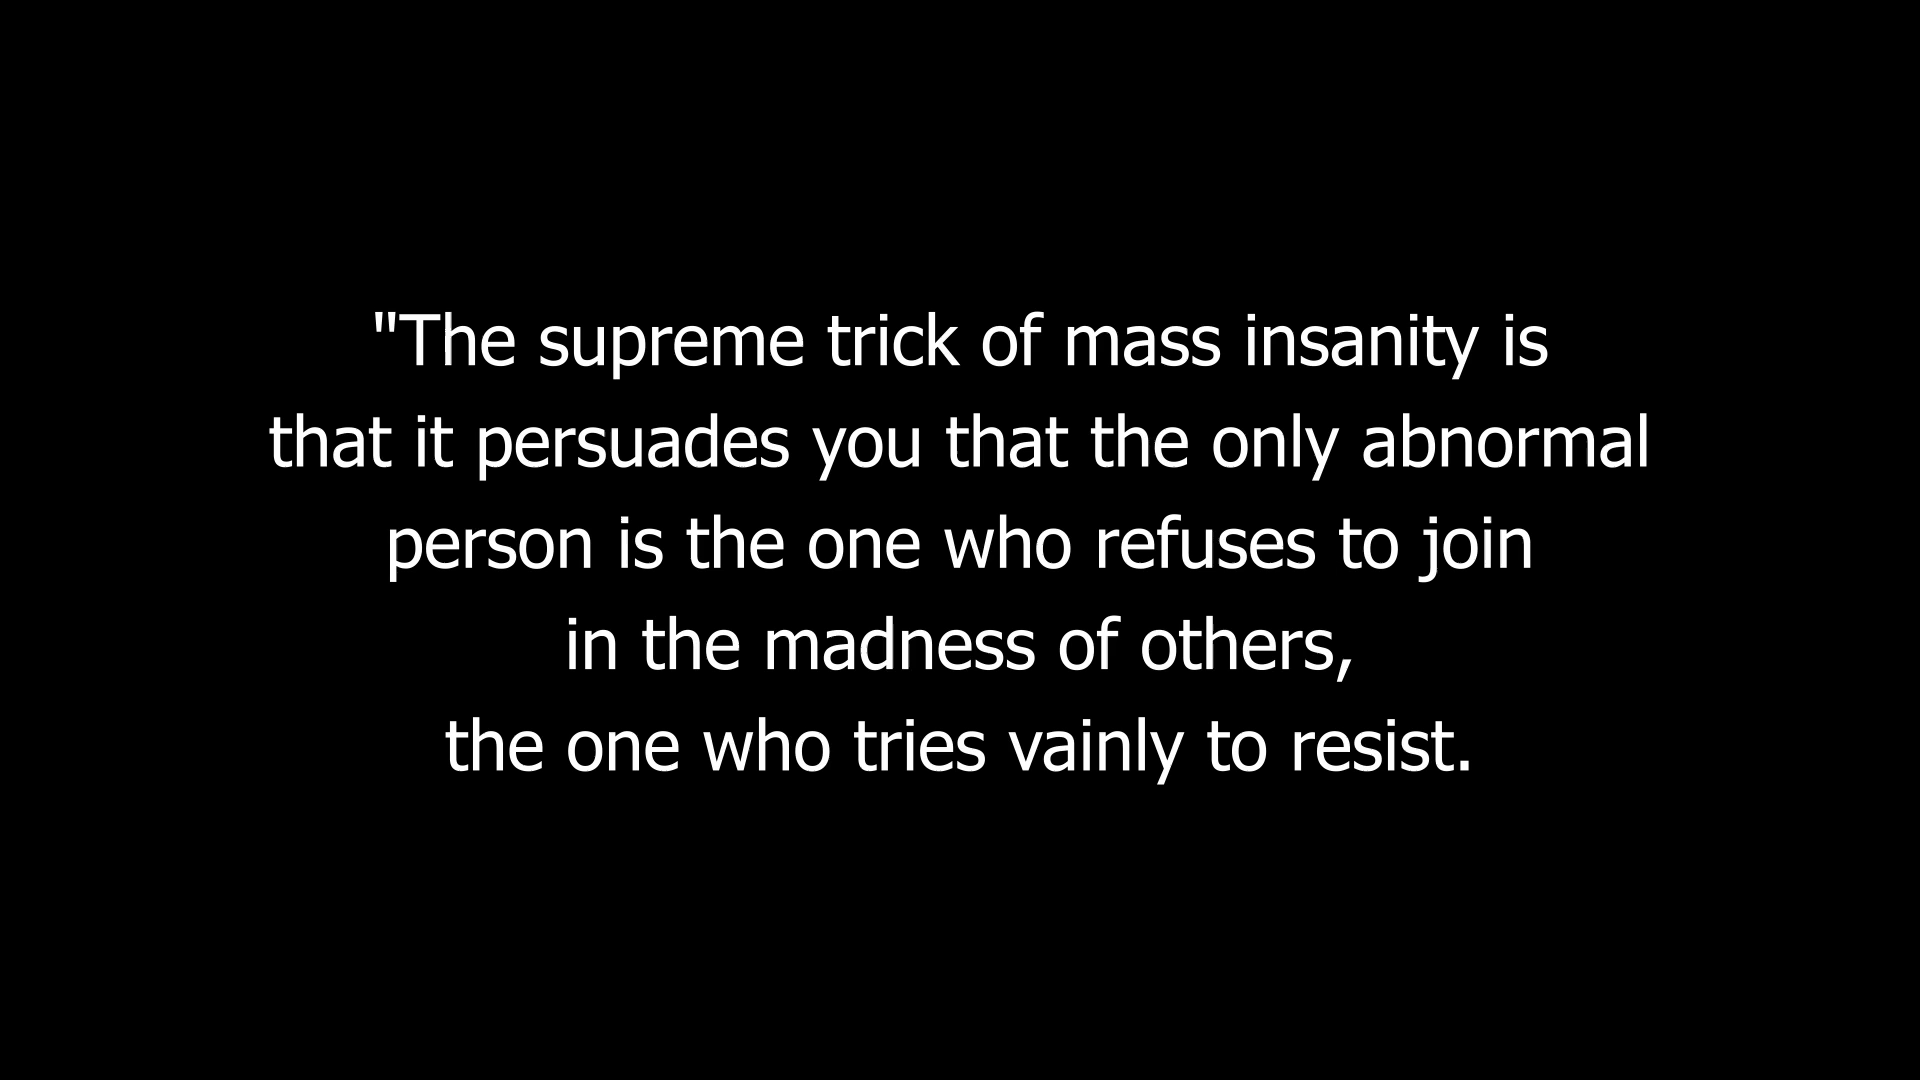 "The supreme trick of mass insanity is
that it persuades you that the only abnormal
person is the one who refuses to join
in the madness of others,
the one who tries vainly to resist.